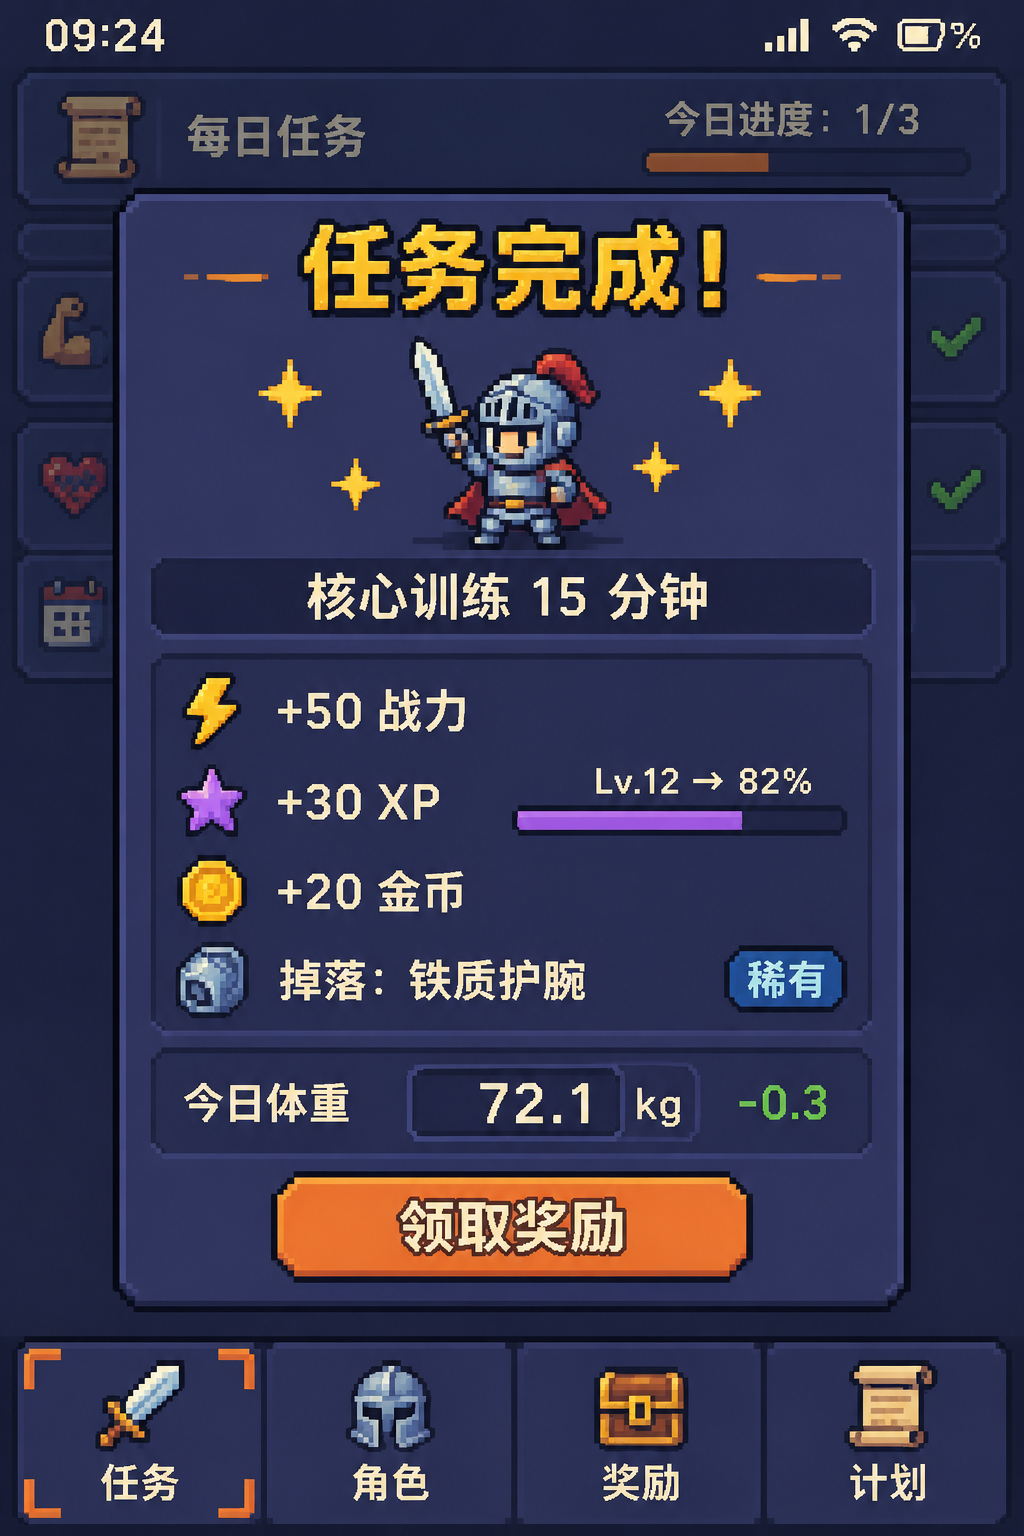 09:24
%
每日任务
今日进度：1/3
任务完成！
核心训练 15 分钟
+50 战力
+30 XP
Lv.12 → 82%
+20 金币
掉落：铁质护腕
稀有
今日体重
72.1 kg
-0.3
领取奖励
任务
角色
奖励
计划